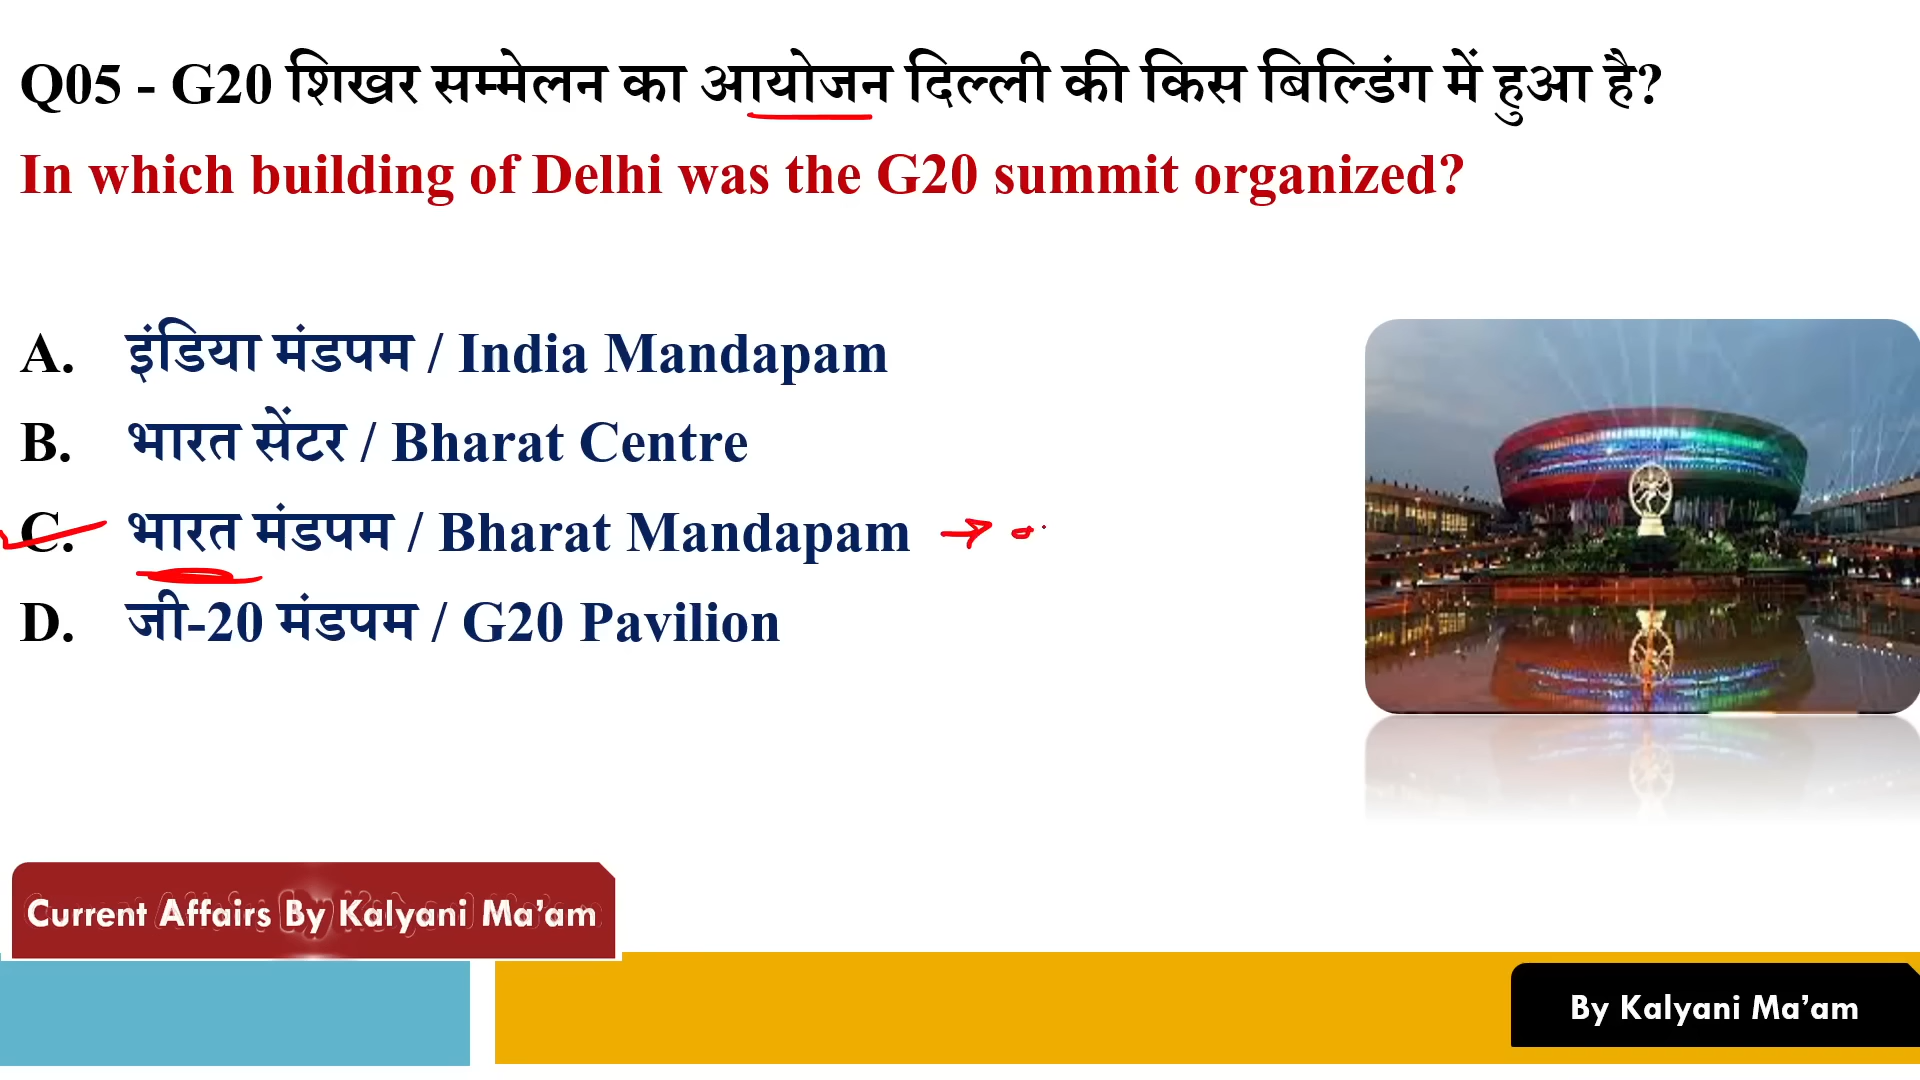 Q05 - G20 शिखर सम्मेलन का आयोजन दिल्ली की किस बिल्डिंग में हुआ है?
In which building of Delhi was the G20 summit organized?
A. इंडिया मंडपम / India Mandapam
B. भारत सेंटर / Bharat Centre
C. भारत मंडपम / Bharat Mandapam
D. जी-20 मंडपम / G20 Pavilion
Current Affairs By Kalyani Ma’am
By Kalyani Ma’am